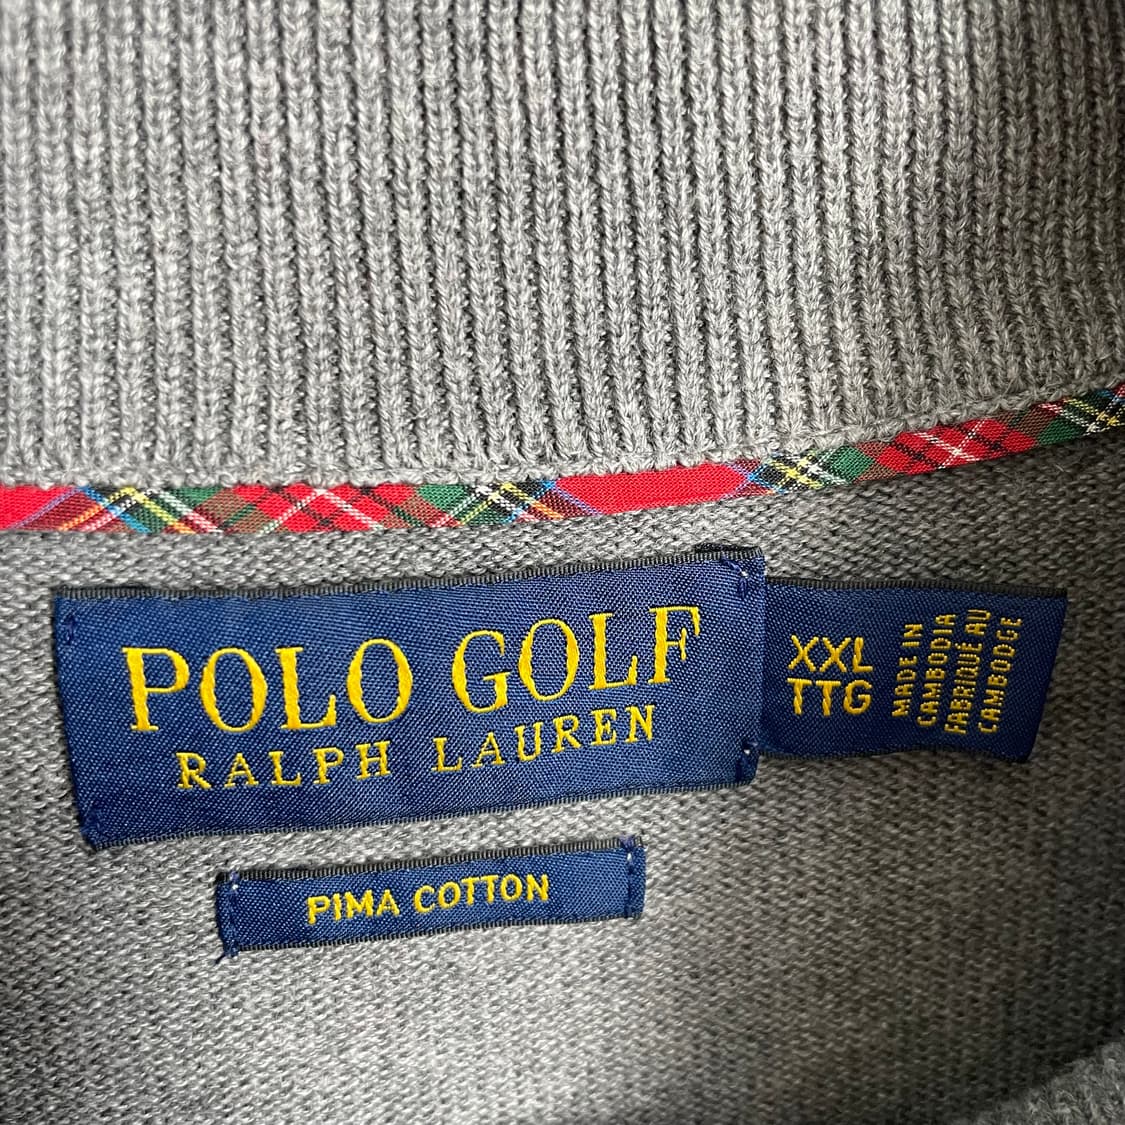 POLO GOLF
RALPH LAUREN
XXL
TTG
MADE IN
CAMBODIA
FABRIQUÉ AU
CAMBODGE
PIMA COTTON